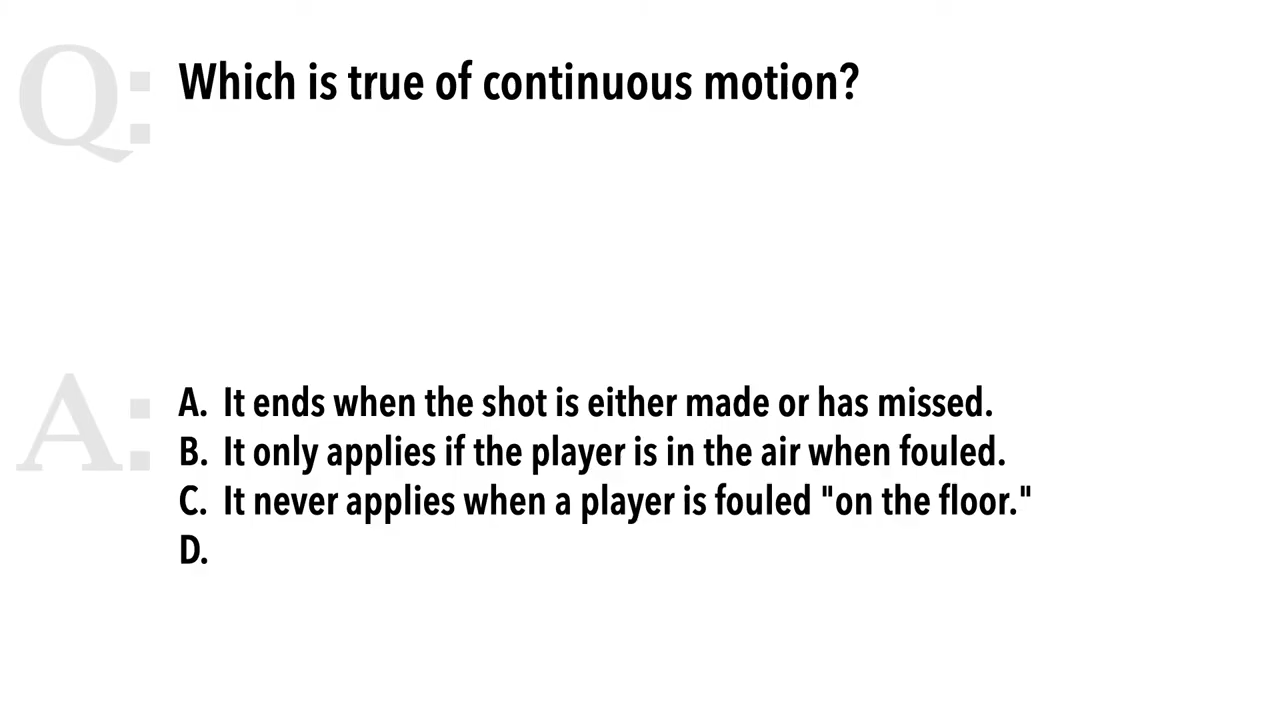 Q: Which is true of continuous motion?
A: A. It ends when the shot is either made or has missed.
B. It only applies if the player is in the air when fouled.
C. It never applies when a player is fouled "on the floor."
D.